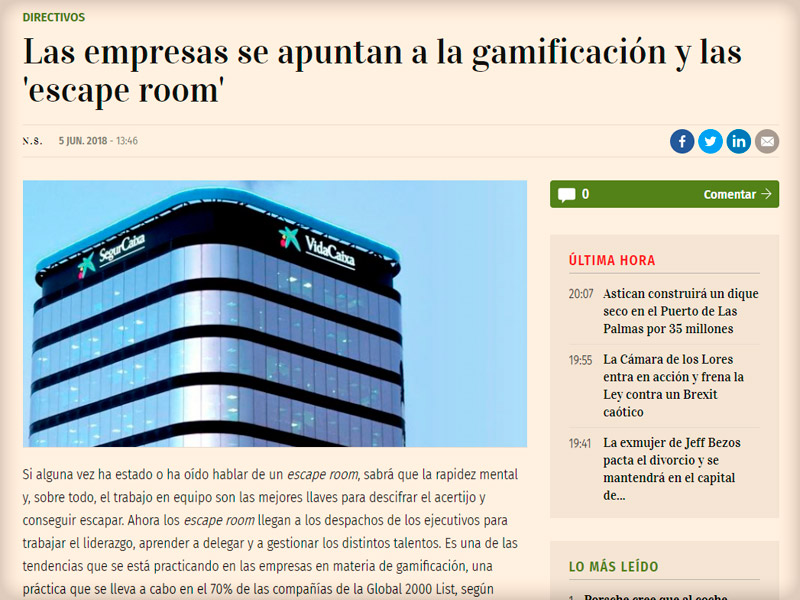 DIRECTIVOS
Las empresas se apuntan a la gamificación y las
'escape room'
N.S. 5 JUN. 2018 - 13:46
SegurCaixa
VidaCaixa
Si alguna vez ha estado o ha oído hablar de un escape room, sabrá que la rapidez mental
y, sobre todo, el trabajo en equipo son las mejores llaves para descifrar el acertijo y
conseguir escapar. Ahora los escape room llegan a los despachos de los ejecutivos para
trabajar el liderazgo, aprender a delegar y a gestionar los distintos talentos. Es una de las
tendencias que se está practicando en las empresas en materia de gamificación, una
práctica que se lleva a cabo en el 70% de las compañías de la Global 2000 List, según
0 Comentar
ÚLTIMA HORA
20:07 Astican construirá un dique
seco en el Puerto de Las
Palmas por 35 millones
19:55 La Cámara de los Lores
entra en acción y frena la
Ley contra un Brexit
caótico
19:41 La exmujer de Jeff Bezos
pacta el divorcio y se
mantendrá en el capital
de...
LO MÁS LEÍDO
1 Porsche cree que al coche